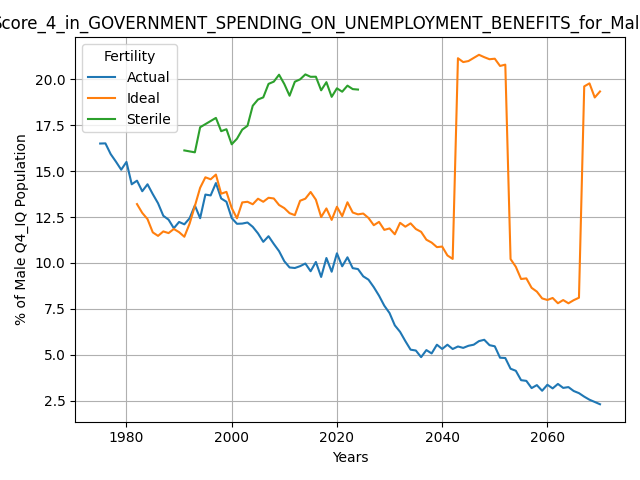 Score_4_in_GOVERNMENT_SPENDING_ON_UNEMPLOYMENT_BENEFITS_for_Mal
Fertility
Actual
Ideal
Sterile
% of Male Q4_IQ Population
20.0
17.5
15.0
12.5
10.0
7.5
5.0
2.5
1980 2000 2020 2040 2060
Years